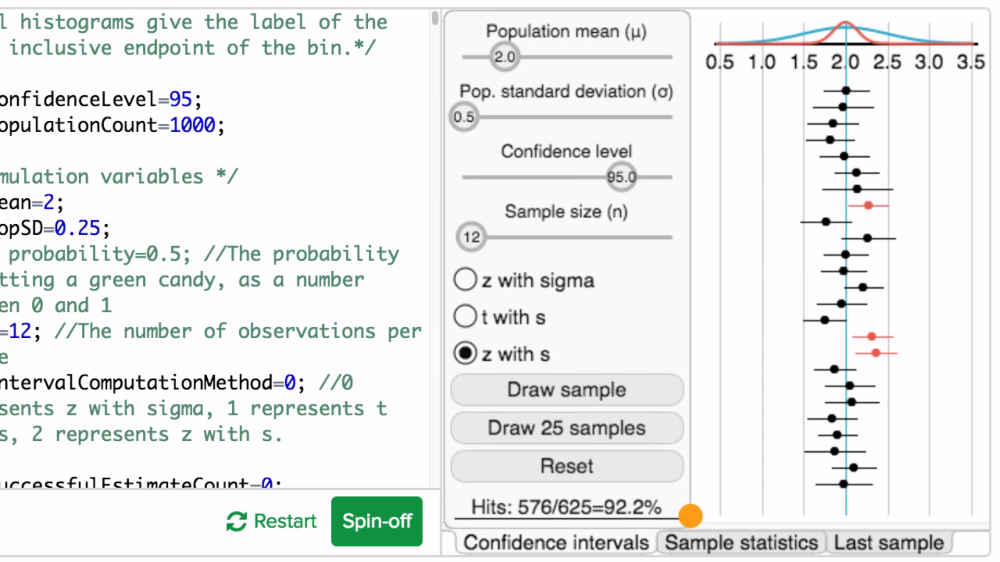 l histograms give the label of the
inclusive endpoint of the bin.*/
onfidenceLevel=95;
opulationCount=1000;
mulation variables */
ean=2;
opSD=0.25;
probability=0.5; //The probability
tting a green candy, as a number
en 0 and 1
=12; //The number of observations per
e
ntervalComputationMethod=0; //0
sents z with sigma, 1 represents t
s, 2 represents z with s.
uccessfulEstimateCount=0;
Restart
Spin-off
Population mean (μ)
2.0
Pop. standard deviation (σ)
0.5
Confidence level
95.0
Sample size (n)
12
z with sigma
t with s
z with s
Draw sample
Draw 25 samples
Reset
Hits: 576/625=92.2%
0.5 1.0 1.5 2.0 2.5 3.0 3.5
Confidence intervals
Sample statistics
Last sample